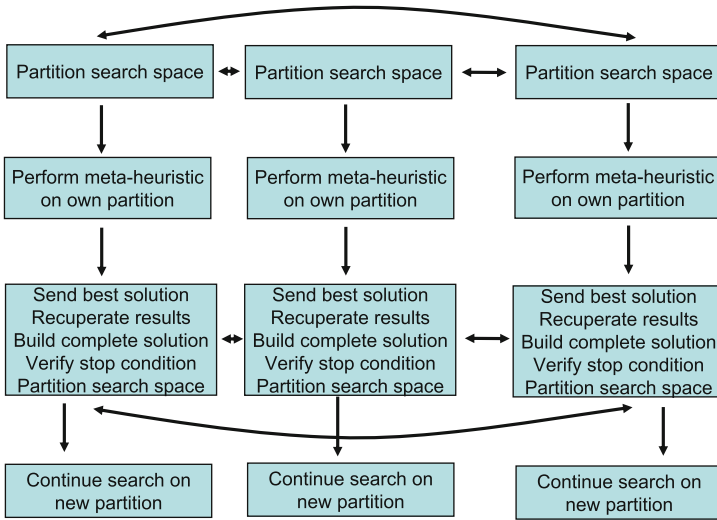 Partition search space
Partition search space
Partition search space
Perform meta-heuristic
on own partition
Perform meta-heuristic
on own partition
Perform meta-heuristic
on own partition
Send best solution
Recuperate results
Build complete solution
Verify stop condition
Partition search space
Send best solution
Recuperate results
Build complete solution
Verify stop condition
Partition search space
Send best solution
Recuperate results
Build complete solution
Verify stop condition
Partition search space
Continue search on
new partition
Continue search on
new partition
Continue search on
new partition